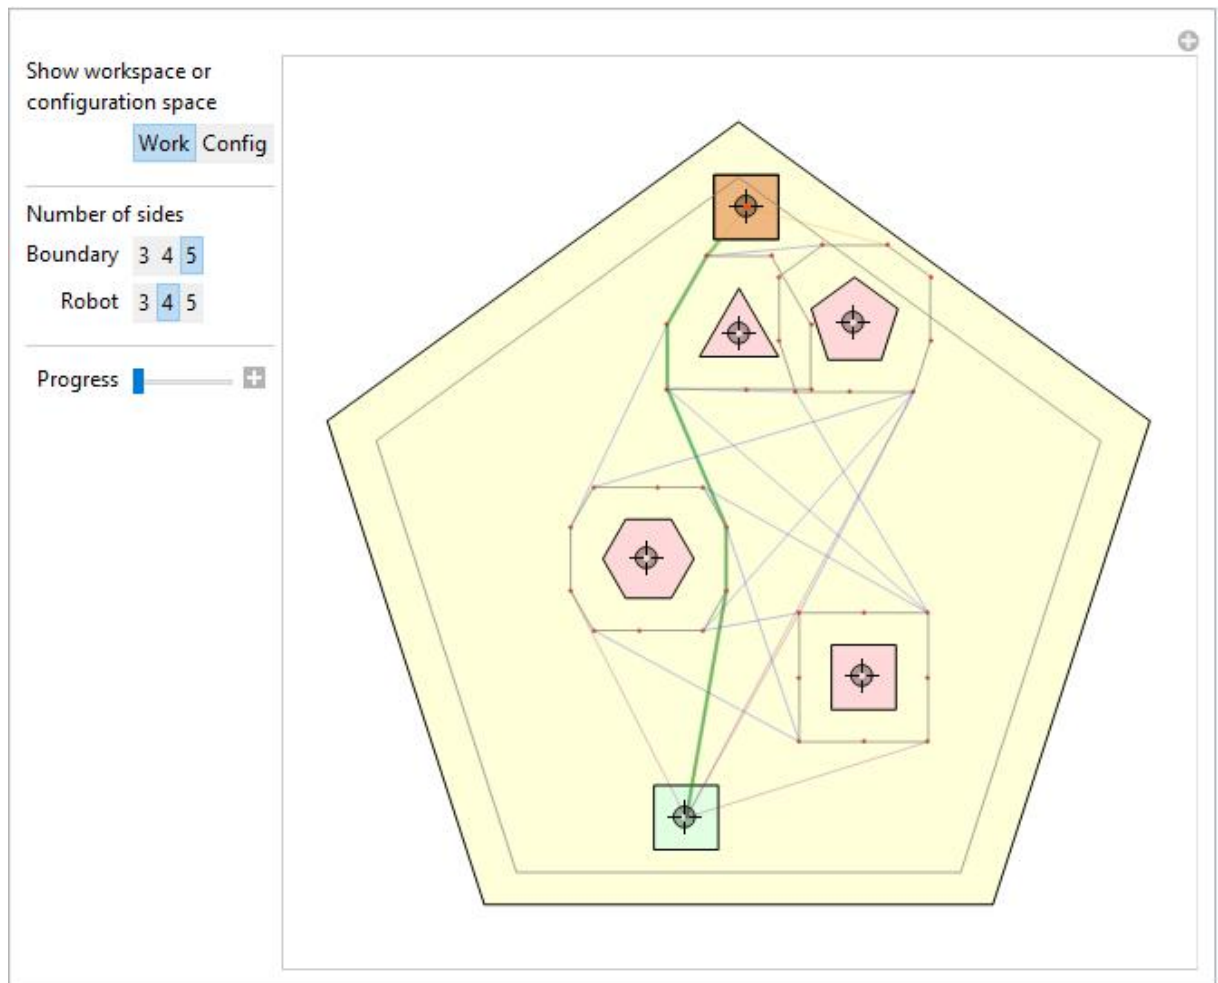 Show workspace or
configuration space
Work Config
Number of sides
Boundary 3 4 5
Robot 3 4 5
Progress